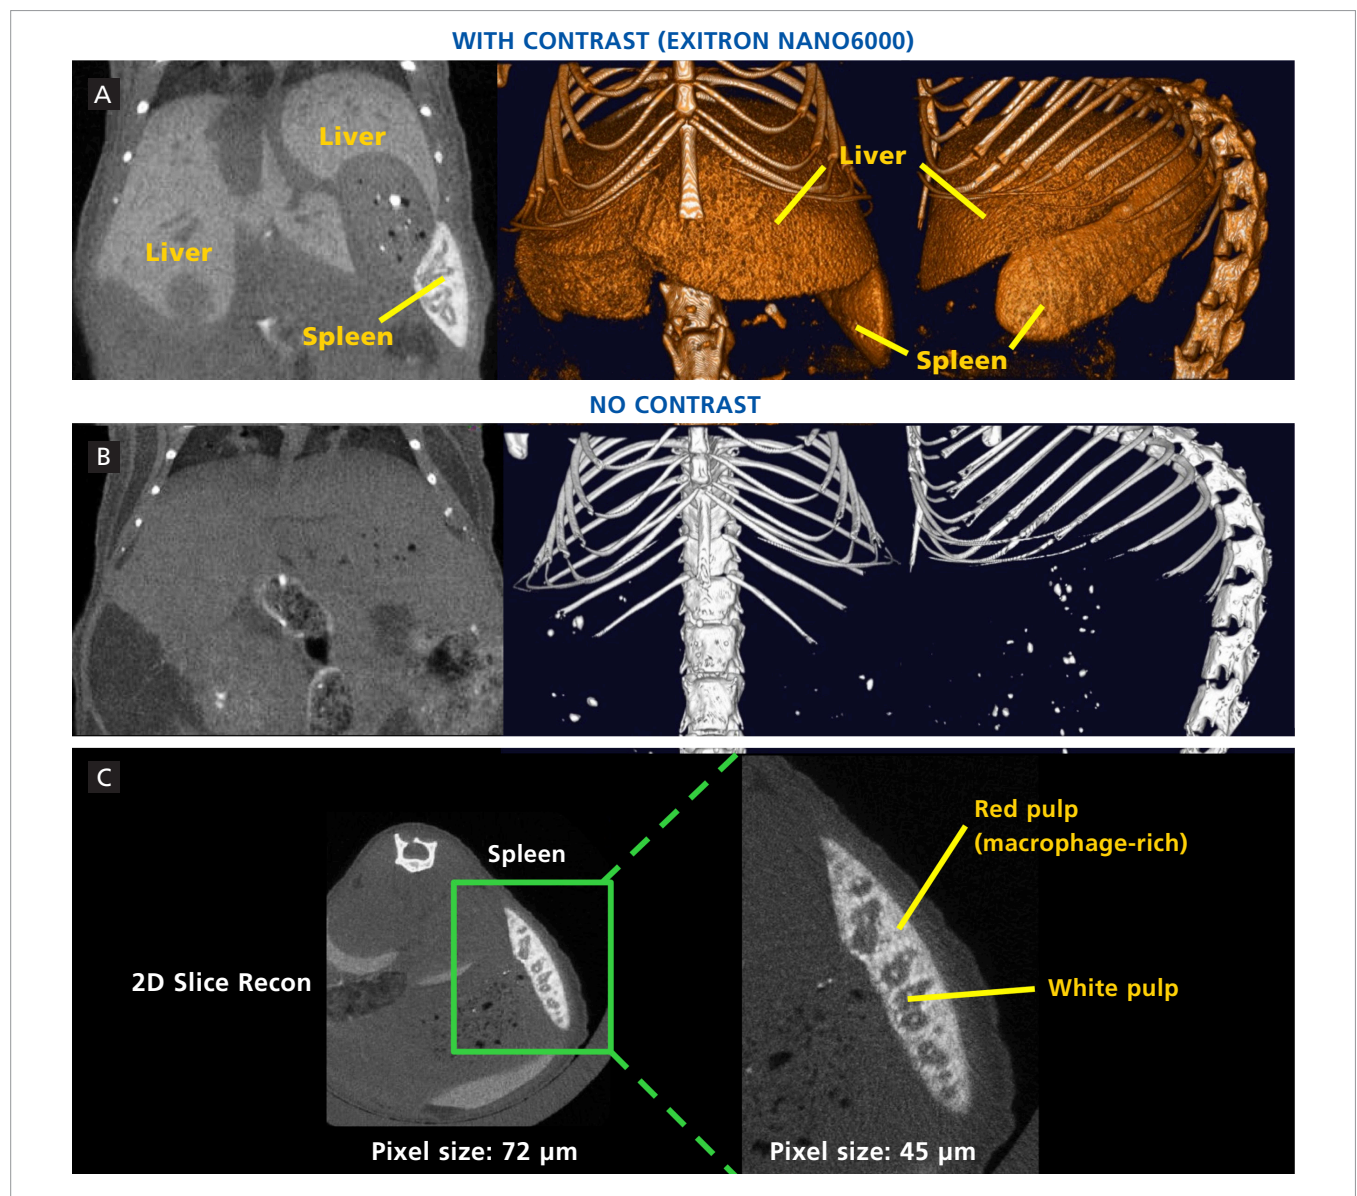 WITH CONTRAST (EXITRON NANO6000)
A
Liver
Liver
Spleen
Liver
Spleen
NO CONTRAST
B
C
Spleen
2D Slice Recon
Pixel size: 72 µm
Red pulp
(macrophage-rich)
White pulp
Pixel size: 45 µm